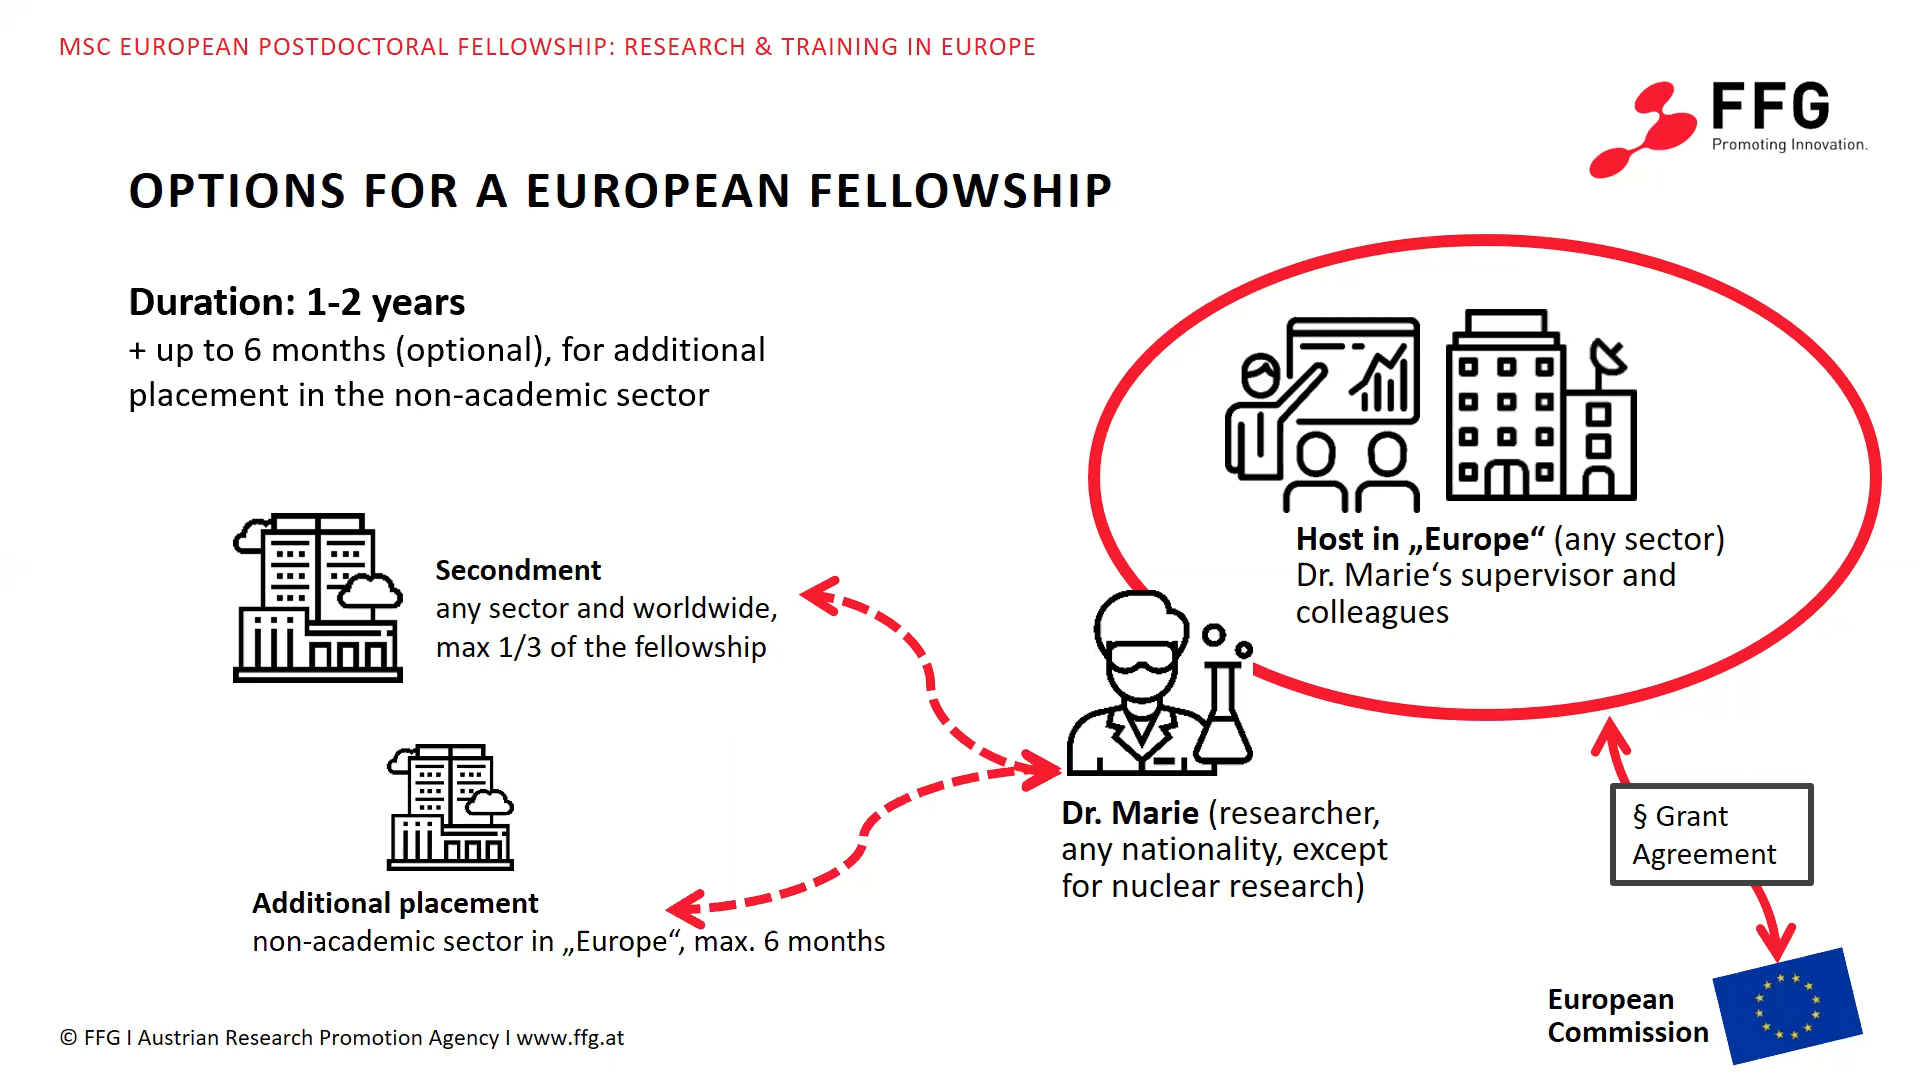 MSC EUROPEAN POSTDOCTORAL FELLOWSHIP: RESEARCH & TRAINING IN EUROPE
FFG
Promoting Innovation.
OPTIONS FOR A EUROPEAN FELLOWSHIP
Duration: 1-2 years
+ up to 6 months (optional), for additional
placement in the non-academic sector
Host in „Europe“ (any sector)
Dr. Marie‘s supervisor and
colleagues
Secondment
any sector and worldwide,
max 1/3 of the fellowship
Dr. Marie (researcher,
any nationality, except
for nuclear research)
§ Grant
Agreement
Additional placement
non-academic sector in „Europe“, max. 6 months
European
Commission
© FFG I Austrian Research Promotion Agency I www.ffg.at